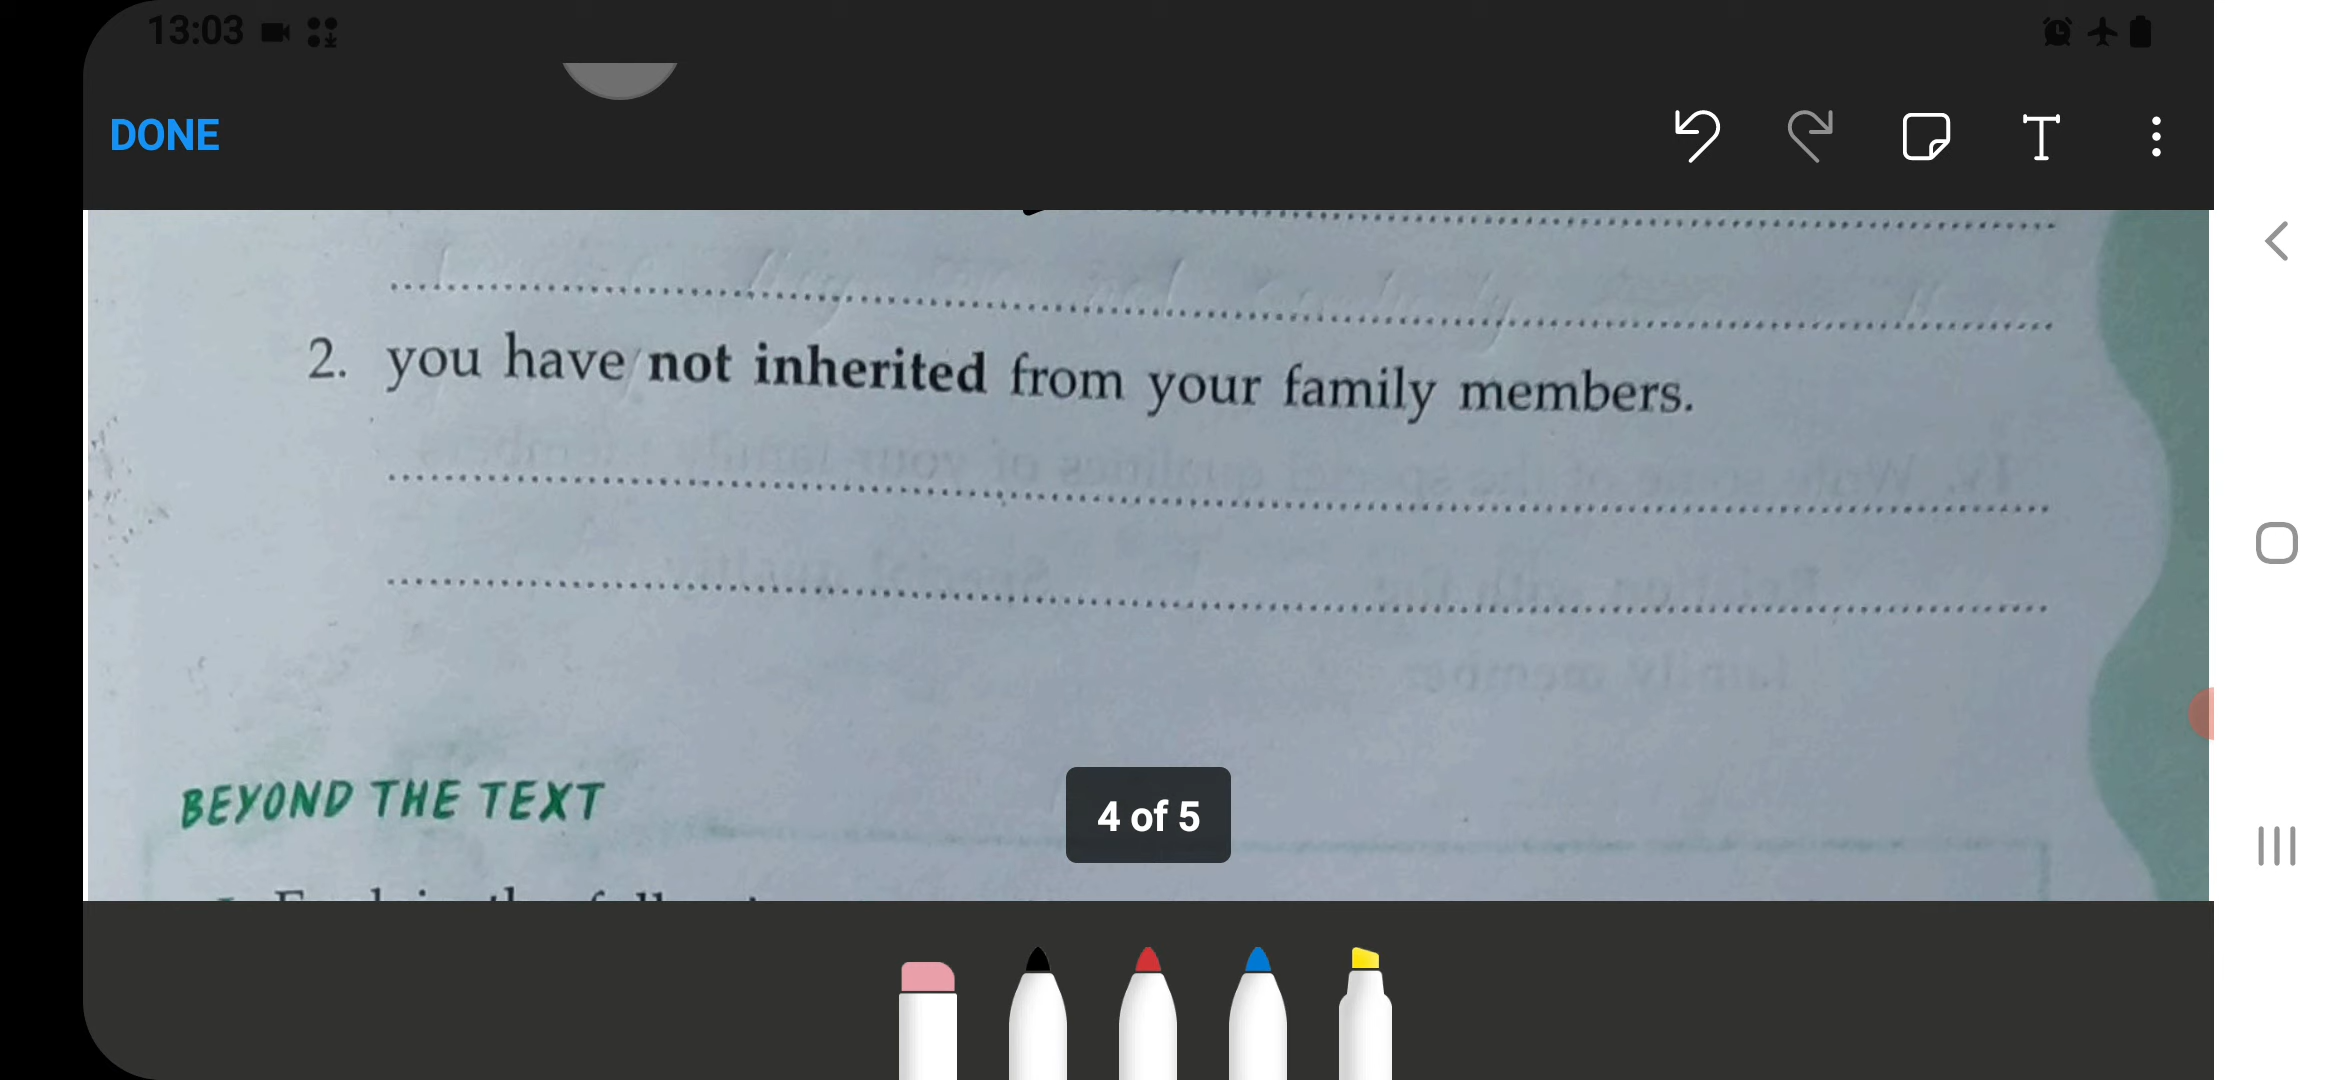 13:03
DONE
T
2. you have not inherited from your family members.
BEYOND THE TEXT
4 of 5